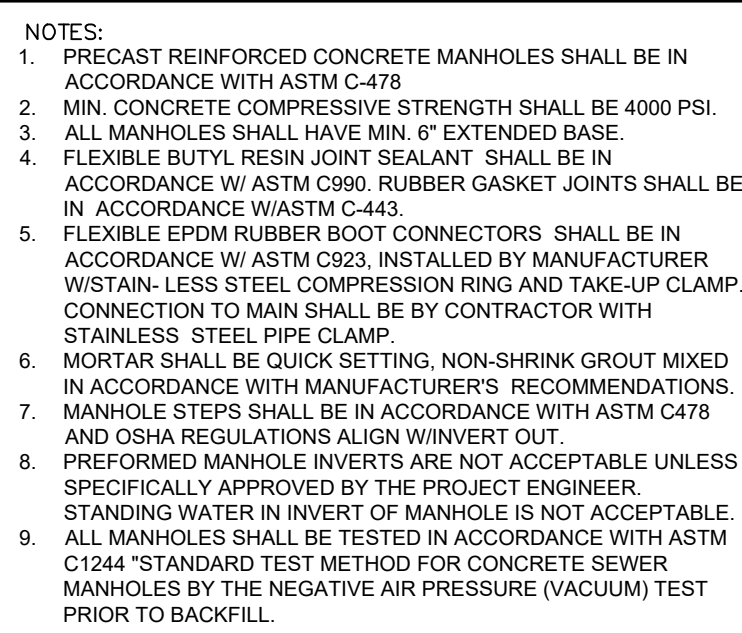 NOTES:
1. PRECAST REINFORCED CONCRETE MANHOLES SHALL BE IN
ACCORDANCE WITH ASTM C-478
2. MIN. CONCRETE COMPRESSIVE STRENGTH SHALL BE 4000 PSI.
3. ALL MANHOLES SHALL HAVE MIN. 6" EXTENDED BASE.
4. FLEXIBLE BUTYL RESIN JOINT SEALANT SHALL BE IN
ACCORDANCE W/ ASTM C990. RUBBER GASKET JOINTS SHALL BE
IN ACCORDANCE W/ASTM C-443.
5. FLEXIBLE EPDM RUBBER BOOT CONNECTORS SHALL BE IN
ACCORDANCE W/ ASTM C923, INSTALLED BY MANUFACTURER
W/STAIN- LESS STEEL COMPRESSION RING AND TAKE-UP CLAMP.
CONNECTION TO MAIN SHALL BE BY CONTRACTOR WITH
STAINLESS STEEL PIPE CLAMP.
6. MORTAR SHALL BE QUICK SETTING, NON-SHRINK GROUT MIXED
IN ACCORDANCE WITH MANUFACTURER'S RECOMMENDATIONS.
7. MANHOLE STEPS SHALL BE IN ACCORDANCE WITH ASTM C478
AND OSHA REGULATIONS ALIGN W/INVERT OUT.
8. PREFORMED MANHOLE INVERTS ARE NOT ACCEPTABLE UNLESS
SPECIFICALLY APPROVED BY THE PROJECT ENGINEER.
STANDING WATER IN INVERT OF MANHOLE IS NOT ACCEPTABLE.
9. ALL MANHOLES SHALL BE TESTED IN ACCORDANCE WITH ASTM
C1244 "STANDARD TEST METHOD FOR CONCRETE SEWER
MANHOLES BY THE NEGATIVE AIR PRESSURE (VACUUM) TEST
PRIOR TO BACKFILL.